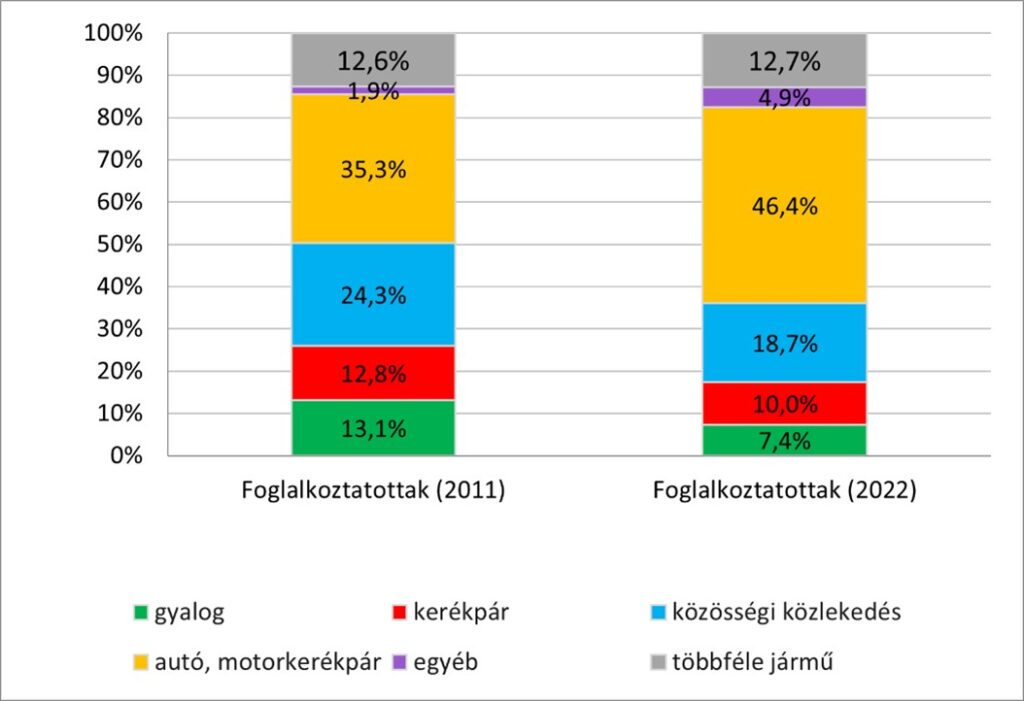 100%
90%
80%
70%
60%
50%
40%
30%
20%
10%
0%
12,6%
1,9%
35,3%
24,3%
12,8%
13,1%
12,7%
4,9%
46,4%
18,7%
10,0%
7,4%
Foglalkoztatottak (2011)
Foglalkoztatottak (2022)
gyalog
kerékpár
közösségi közlekedés
autó, motorkerékpár
egyéb
többféle jármű